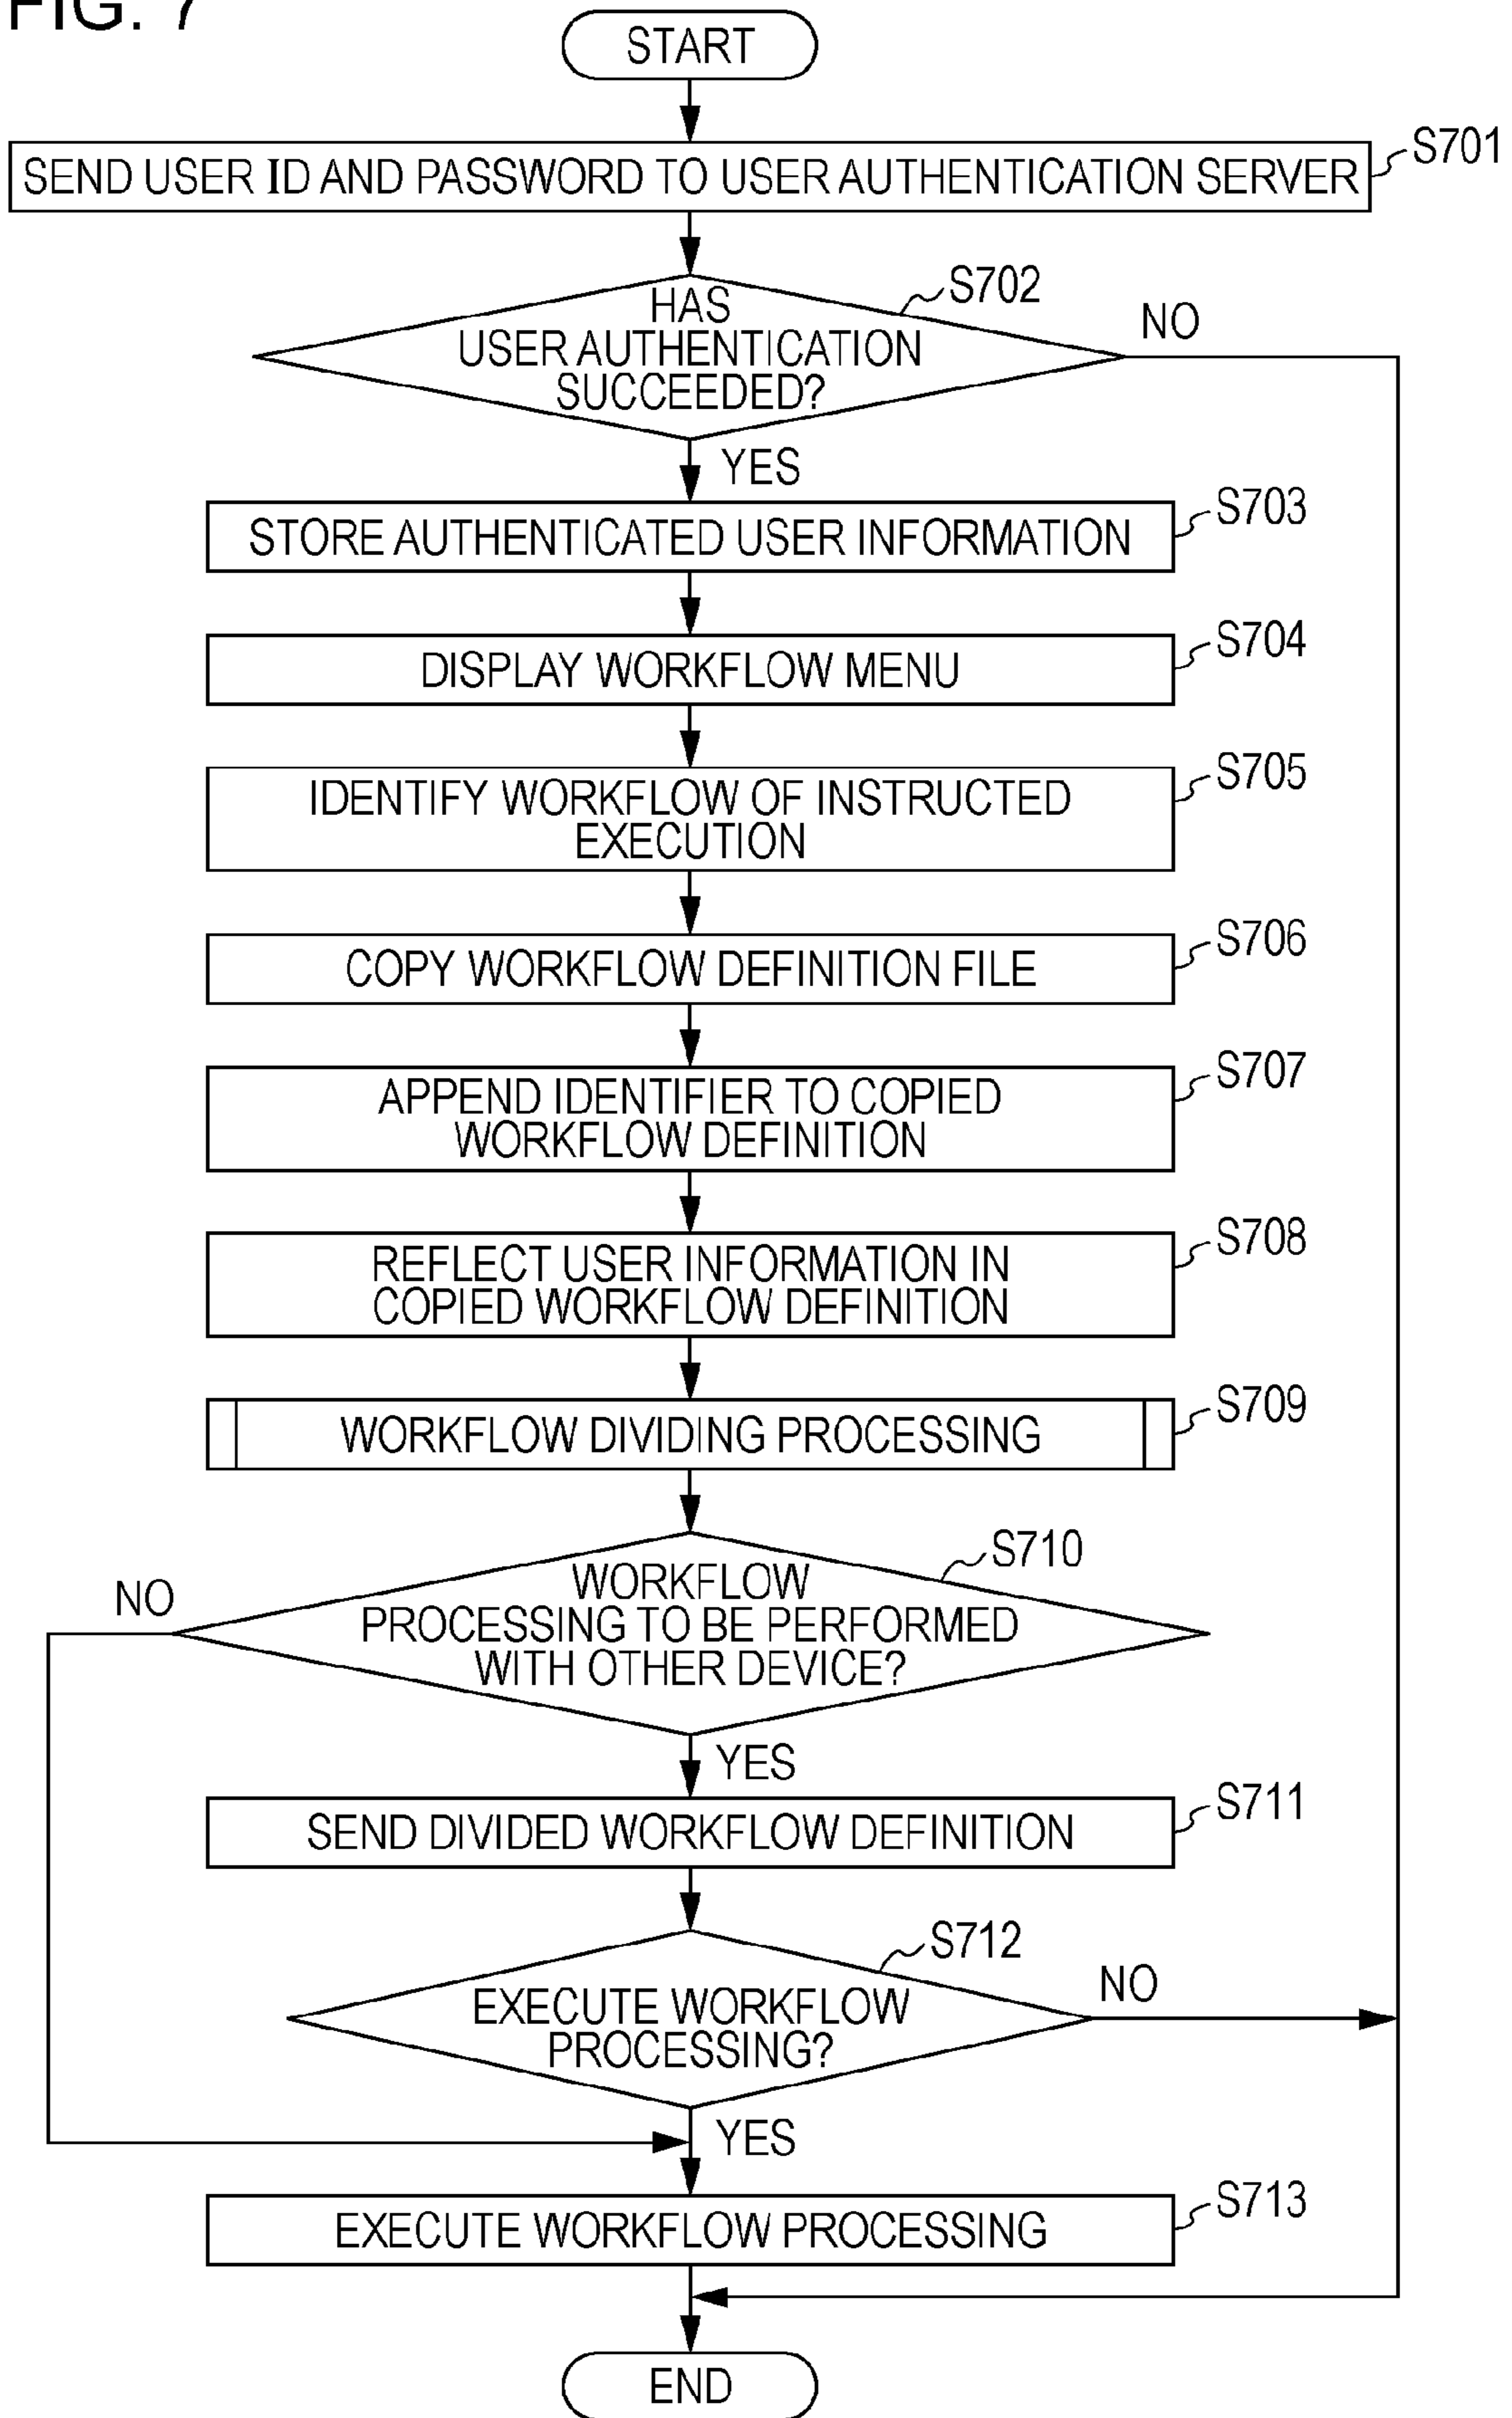 FIG. 7
START
SEND USER ID AND PASSWORD TO USER AUTHENTICATION SERVER
S701
HAS
USER AUTHENTICATION
SUCCEEDED?
S702
NO
YES
STORE AUTHENTICATED USER INFORMATION
S703
DISPLAY WORKFLOW MENU
S704
IDENTIFY WORKFLOW OF INSTRUCTED
EXECUTION
S705
COPY WORKFLOW DEFINITION FILE
S706
APPEND IDENTIFIER TO COPIED
WORKFLOW DEFINITION
S707
REFLECT USER INFORMATION IN
COPIED WORKFLOW DEFINITION
S708
WORKFLOW DIVIDING PROCESSING
S709
WORKFLOW
PROCESSING TO BE PERFORMED
WITH OTHER DEVICE?
S710
NO
YES
SEND DIVIDED WORKFLOW DEFINITION
S711
EXECUTE WORKFLOW
PROCESSING?
S712
NO
YES
EXECUTE WORKFLOW PROCESSING
S713
END